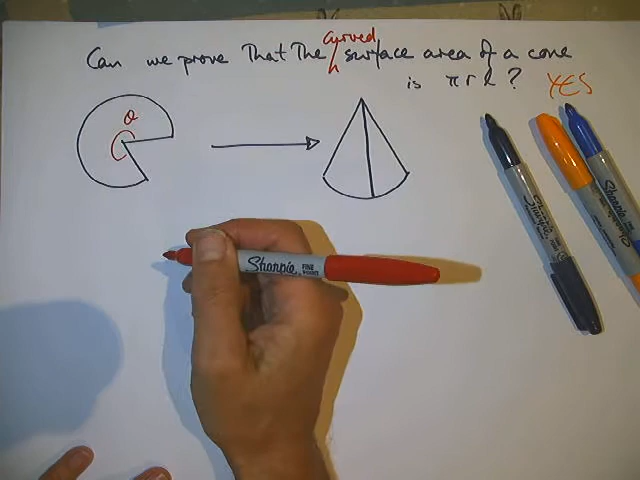 Can we prove That The curved surface area of a cone
is πrl ? YES
θ
Sharpie FINE POINT
Sharpie
Sharpie